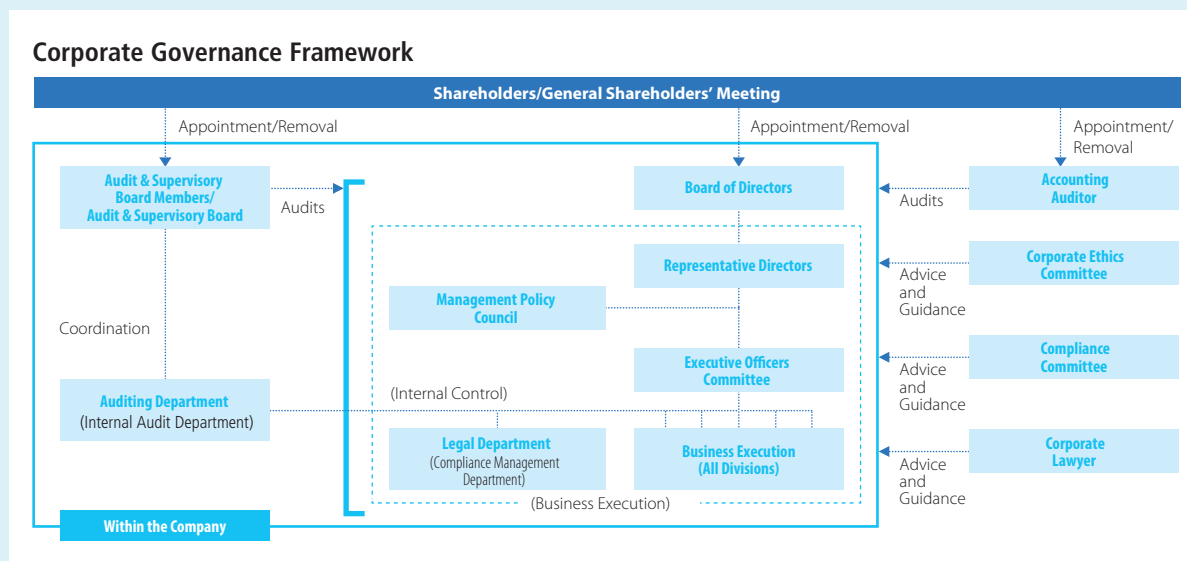 Corporate Governance Framework
Shareholders/General Shareholders’ Meeting
Appointment/Removal
Appointment/Removal
Appointment/
Removal
Audit & Supervisory
Board Members/
Audit & Supervisory Board
Audits
Board of Directors
Audits
Accounting
Auditor
Representative Directors
Advice
and
Guidance
Corporate Ethics
Committee
Management Policy
Council
Coordination
Executive Officers
Committee
Advice
and
Guidance
Compliance
Committee
Auditing Department
(Internal Audit Department)
(Internal Control)
Legal Department
(Compliance Management
Department)
Business Execution
(All Divisions)
Advice
and
Guidance
Corporate
Lawyer
(Business Execution)
Within the Company